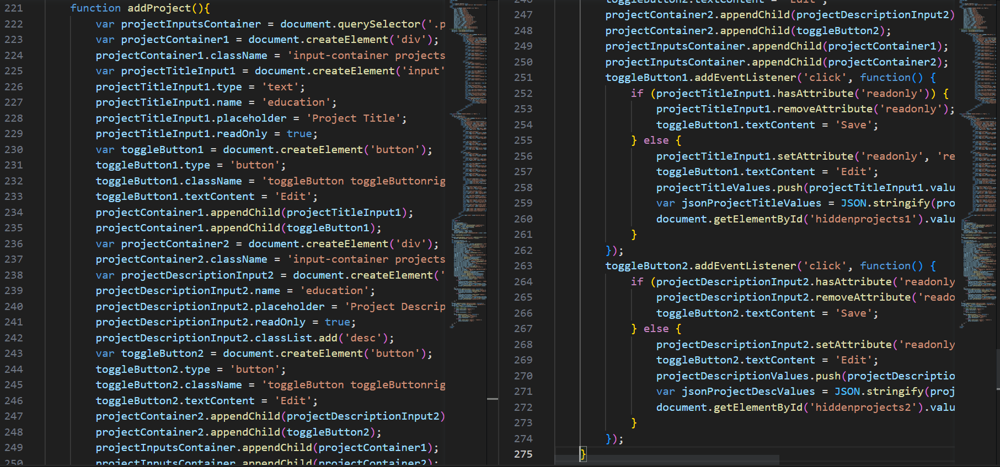 221 function addProject(){
222 var projectInputsContainer = document.querySelector('.p
223 var projectContainer1 = document.createElement('div');
224 projectContainer1.className = 'input-container projects
225 var projectTitleInput1 = document.createElement('input'
226 projectTitleInput1.type = 'text';
227 projectTitleInput1.name = 'education';
228 projectTitleInput1.placeholder = 'Project Title';
229 projectTitleInput1.readOnly = true;
230 var toggleButton1 = document.createElement('button');
231 toggleButton1.type = 'button';
232 toggleButton1.className = 'toggleButton toggleButtonrig
233 toggleButton1.textContent = 'Edit';
234 projectContainer1.appendChild(projectTitleInput1);
235 projectContainer1.appendChild(toggleButton1);
236 var projectContainer2 = document.createElement('div');
237 projectContainer2.className = 'input-container projects
238 var projectDescriptionInput2 = document.createElement('
239 projectDescriptionInput2.name = 'education';
240 projectDescriptionInput2.placeholder = 'Project Descrip
241 projectDescriptionInput2.readOnly = true;
242 projectDescriptionInput2.classList.add('desc');
243 var toggleButton2 = document.createElement('button');
244 toggleButton2.type = 'button';
245 toggleButton2.className = 'toggleButton toggleButtonrig
246 toggleButton2.textContent = 'Edit';
247 projectContainer2.appendChild(projectDescriptionInput2)
248 projectContainer2.appendChild(toggleButton2);
249 projectInputsContainer.appendChild(projectContainer1);
250 projectInputsContainer.appendChild(projectContainer2);
246 toggleButton2.textContent = 'Edit';
247 projectContainer2.appendChild(projectDescriptionInput2)
248 projectContainer2.appendChild(toggleButton2);
249 projectInputsContainer.appendChild(projectContainer1);
250 projectInputsContainer.appendChild(projectContainer2);
251 toggleButton1.addEventListener('click', function() {
252 if (projectTitleInput1.hasAttribute('readonly')) {
253 projectTitleInput1.removeAttribute('readonly');
254 toggleButton1.textContent = 'Save';
255 } else {
256 projectTitleInput1.setAttribute('readonly', 're
257 toggleButton1.textContent = 'Edit';
258 projectTitleValues.push(projectTitleInput1.valu
259 var jsonProjectTitleValues = JSON.stringify(pro
260 document.getElementById('hiddenprojects1').valu
261 }
262 });
263 toggleButton2.addEventListener('click', function() {
264 if (projectDescriptionInput2.hasAttribute('readonly
265 projectDescriptionInput2.removeAttribute('reado
266 toggleButton2.textContent = 'Save';
267 } else {
268 projectDescriptionInput2.setAttribute('readonly
269 toggleButton2.textContent = 'Edit';
270 projectDescriptionValues.push(projectDescriptio
271 var jsonProjectDescValues = JSON.stringify(proj
272 document.getElementById('hiddenprojects2').valu
273 }
274 });
275 }